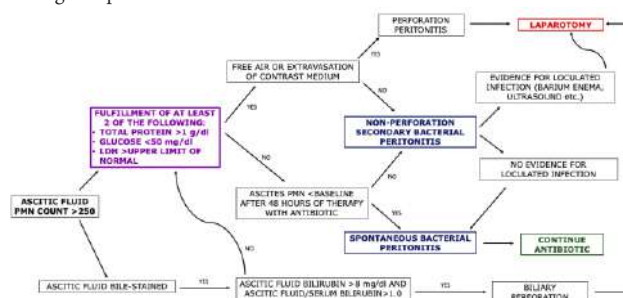 PERFORATION
PERITONITIS
LAPAROTOMY
YES
FREE AIR OR EXTRAVASATION
OF CONTRAST MEDIUM
NO
EVIDENCE FOR
LOCULATED
INFECTION (BARIUM ENEMA,
ULTRASOUND etc.)
FULFILLMENT OF AT LEAST
2 OF THE FOLLOWING:
• TOTAL PROTEIN >1 g/dl
• GLUCOSE <50 mg/dl
• LDH >UPPER LIMIT OF
NORMAL
YES
NON-PERFORATION
SECONDARY BACTERIAL
PERITONITIS
NO
NO
NO EVIDENCE FOR
LOCULATED INFECTION
ASCITES PMN <BASELINE
AFTER 48 HOURS OF THERAPY
WITH ANTIBIOTIC
YES
ASCITIC FLUID
PMN COUNT >250
SPONTANEOUS BACTERIAL
PERITONITIS
CONTINUE
ANTIBIOTIC
NO
ASCITIC FLUID BILE-STAINED
YES
ASCITIC FLUID BILIRUBIN >8 mg/dl AND
ASCITIC FLUID/SERUM BILIRUBIN>1.0
YES
BILIARY
PERFORATION